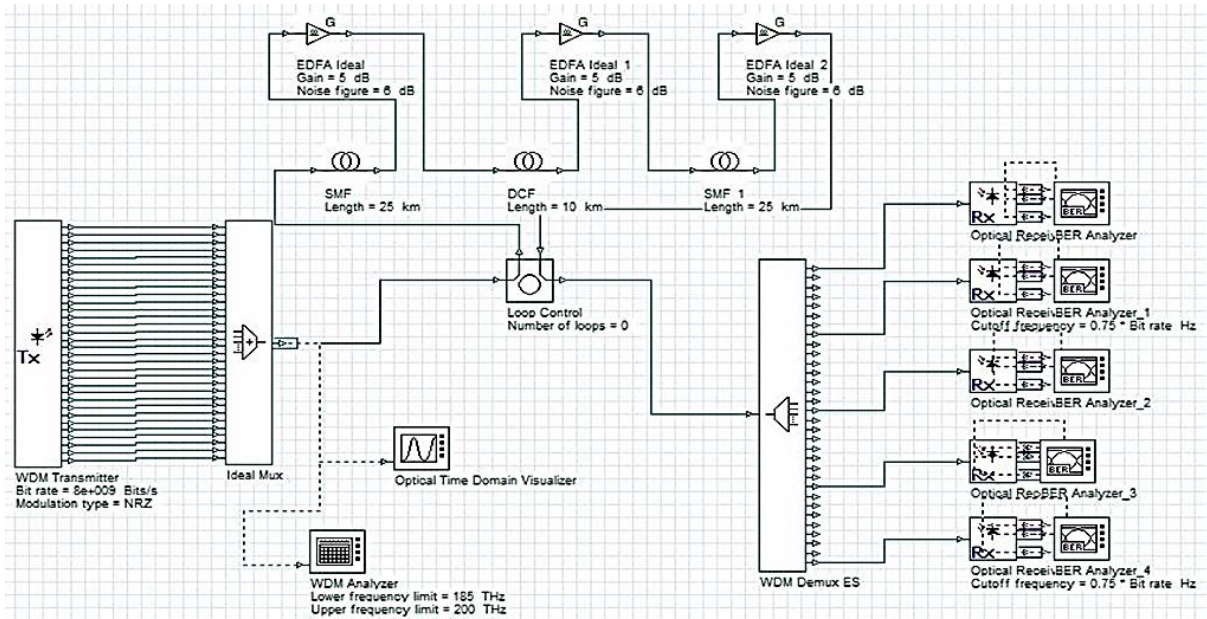 G
G
G
EDFA Ideal
Gain = 5 dB
Noise figure = 6 dB
EDFA Ideal 1
Gain = 5 dB
Noise figure = 6 dB
EDFA Ideal 2
Gain = 5 dB
Noise figure = 6 dB
SMF
Length = 25 km
DCF
Length = 10 km
SMF 1
Length = 25 km
Tx
WDM Transmitter
Bit rate = 8e+009 Bits/s
Modulation type = NRZ
Ideal Mux
Loop Control
Number of loops = 0
Optical Time Domain Visualizer
WDM Analyzer
Lower frequency limit = 185 THz
Upper frequency limit = 200 THz
WDM Demux ES
Rx
BER
Optical Recei BER Analyzer
Rx
BER
Optical Recei BER Analyzer_1
Cutoff frequency = 0.75 * Bit rate Hz
Rx
BER
Optical Recei BER Analyzer_2
Rx
BER
Optical Rec BER Analyzer_3
Rx
BER
Optical Recei BER Analyzer_4
Cutoff frequency = 0.75 * Bit rate Hz